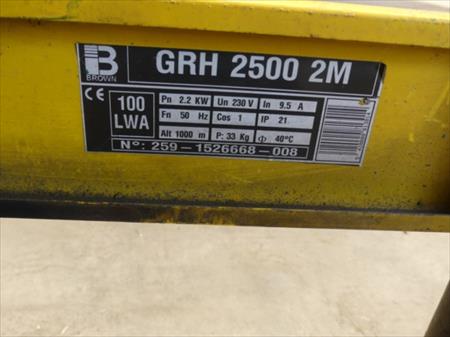 B
BROWN
GRH 2500 2M
CE
100
LWA
Pn 2.2 KW
Un 230 V
In 9.5 A
Fn 50 Hz
Cos 1
IP 21
Alt 1000 m
P: 33 Kg
Φ 40°C
N°: 259-1526668-008